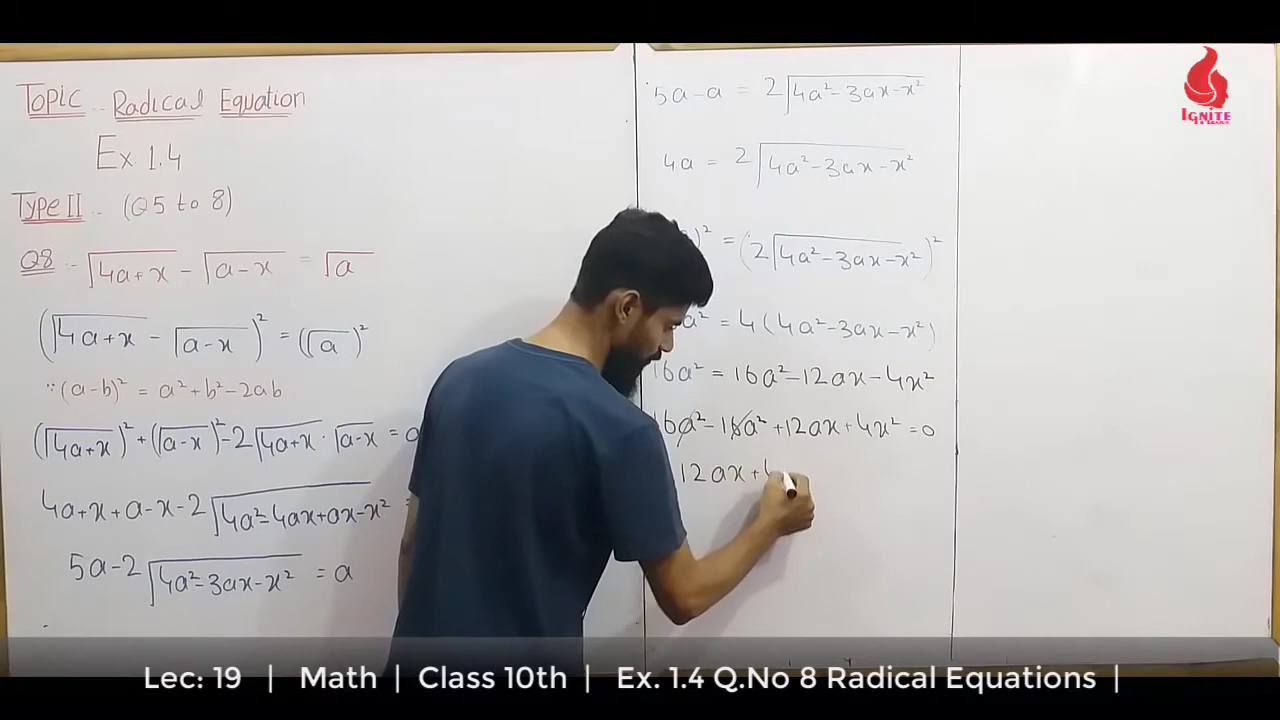 Topic :- Radical Equation
Ex 1.4
Type II :- (Q5 to 8)
Q8 :- √4a+x - √a-x = √a
(√4a+x - √a-x)² = (√a)²
∵ (a-b)² = a²+b²-2ab
(√4a+x)²+(√a-x)²-2√4a+x · √a-x = a
4a+x+a-x-2√4a²-4ax+ax-x² =
5a-2√4a²-3ax-x² = a
5a-a = 2√4a²-3ax-x²
4a = 2√4a²-3ax-x²
)² = (2√4a²-3ax-x²)²
a² = 4(4a²-3ax-x²)
16a² = 16a²-12ax-4x²
16a²-16a²+12ax+4x²=0
12ax+
IGNITE
Lec: 19 | Math | Class 10th | Ex. 1.4 Q.No 8 Radical Equations |